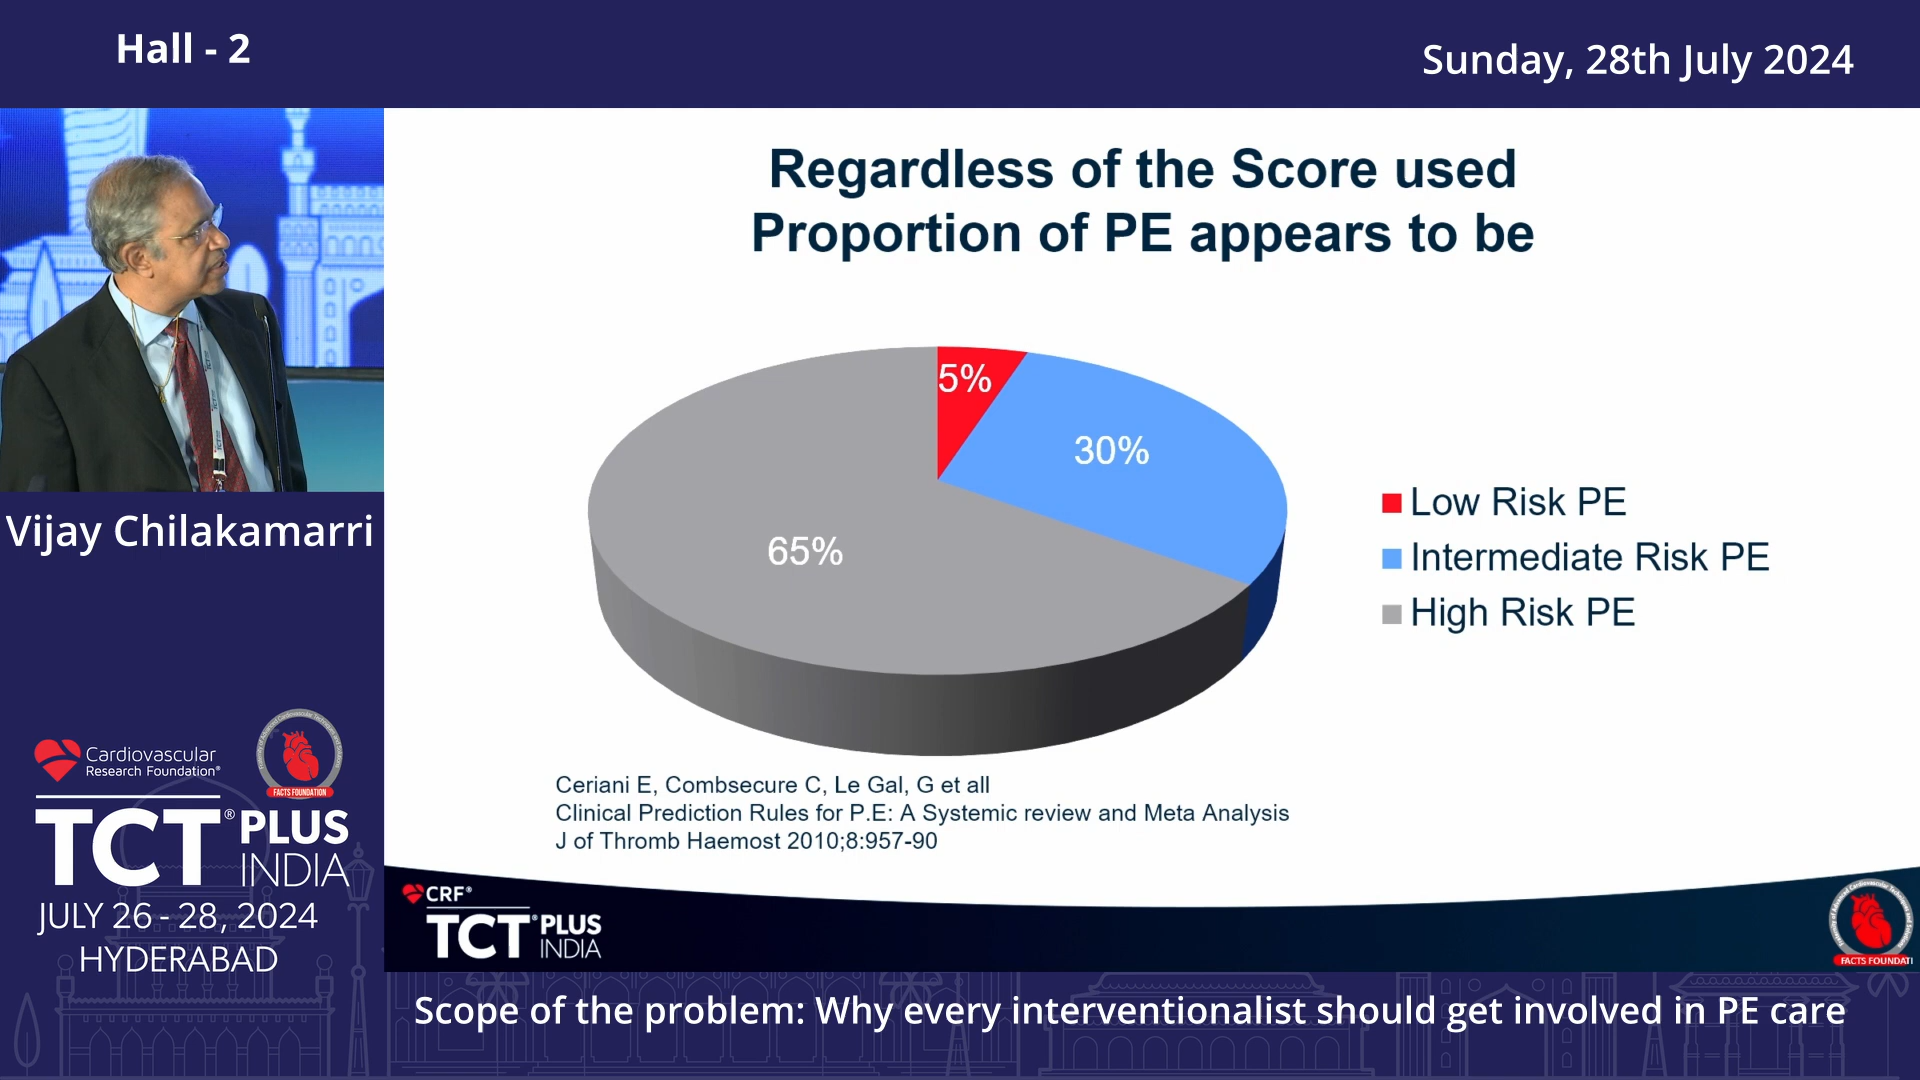 Hall - 2
Sunday, 28th July 2024
Regardless of the Score used
Proportion of PE appears to be
5%
30%
65%
Low Risk PE
Intermediate Risk PE
High Risk PE
Ceriani E, Combsecure C, Le Gal, G et all
Clinical Prediction Rules for P.E: A Systemic review and Meta Analysis
J of Thromb Haemost 2010;8:957-90
CRF®
TCT® PLUS
INDIA
FACTS FOUNDATI
Vijay Chilakamarri
Cardiovascular
Research Foundation®
FACTS FOUNDATION
TCT® PLUS
INDIA
JULY 26 - 28, 2024
HYDERABAD
Scope of the problem: Why every interventionalist should get involved in PE care